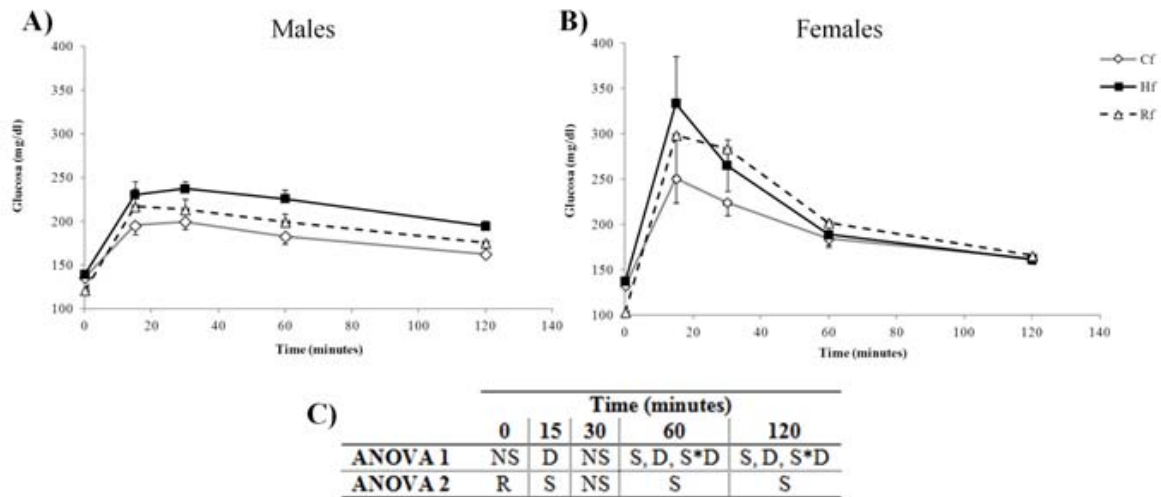 A)
Males
Glucosa (mg/dl)
400
350
300
250
200
150
100
0 20 40 60 80 100 120 140
Time (minutes)
B)
Females
Glucosa (mg/dl)
400
350
300
250
200
150
100
0 20 40 60 80 100 120 140
Time (minutes)
Cf
Hf
Rf
C)
Time (minutes)
0 15 30 60 120
ANOVA 1 NS D NS S, D, S*D S, D, S*D
ANOVA 2 R S NS S S